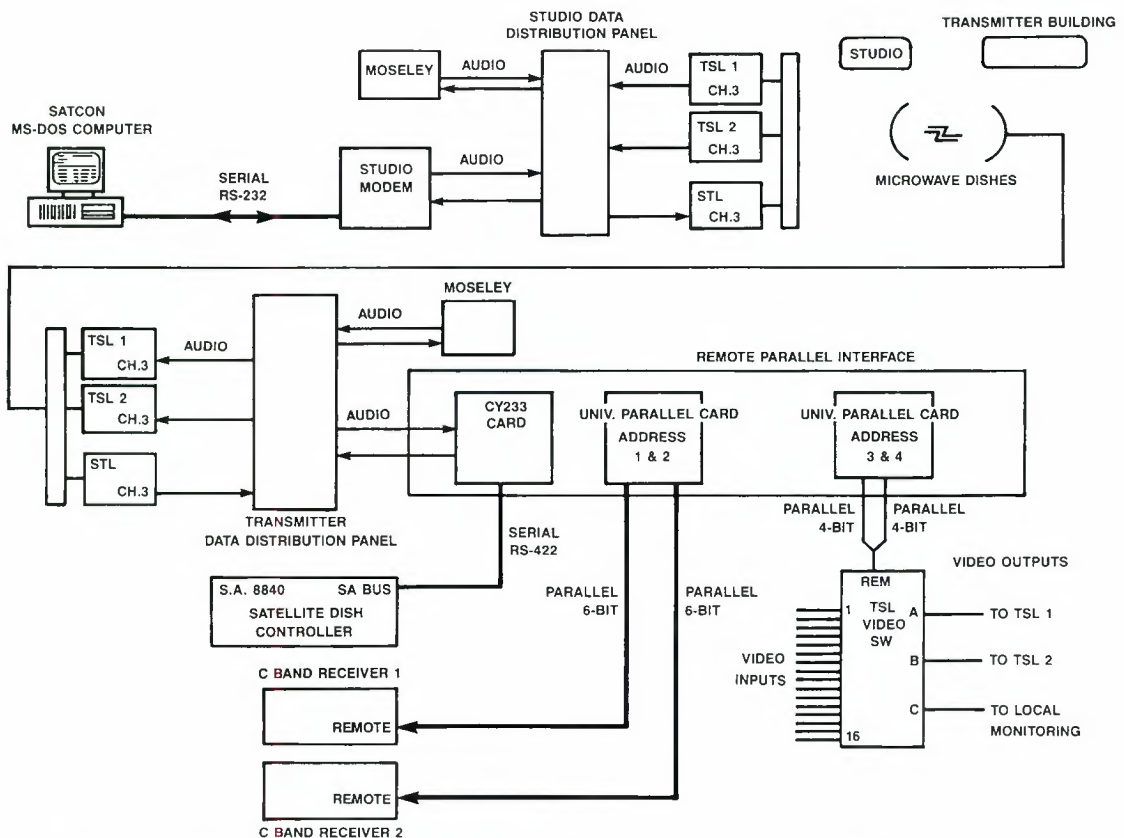 STUDIO DATA
DISTRIBUTION PANEL
TRANSMITTER BUILDING
STUDIO
MOSELEY
AUDIO
AUDIO
TSL 1
CH.3
SATCON
MS-DOS COMPUTER
TSL 2
CH.3
SERIAL
RS-232
STUDIO
MODEM
AUDIO
STL
CH.3
MICROWAVE DISHES
MOSELEY
TSL 1
CH.3
AUDIO
AUDIO
TSL 2
CH.3
STL
CH.3
AUDIO
TRANSMITTER
DATA DISTRIBUTION PANEL
REMOTE PARALLEL INTERFACE
CY233
CARD
UNIV. PARALLEL CARD
ADDRESS
1 & 2
UNIV. PARALLEL CARD
ADDRESS
3 & 4
SERIAL
RS-422
PARALLEL
4-BIT
PARALLEL
4-BIT
S.A. 8840
SA BUS
SATELLITE DISH
CONTROLLER
PARALLEL
6-BIT
PARALLEL
6-BIT
C BAND RECEIVER 1
REMOTE
REMOTE
C BAND RECEIVER 2
VIDEO OUTPUTS
REM
1
TSL
VIDEO
SW
A
TO TSL 1
VIDEO
INPUTS
B
TO TSL 2
C
TO LOCAL
MONITORING
16